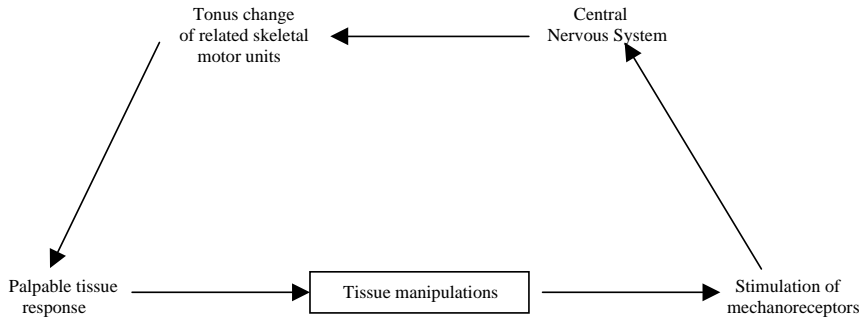 Tonus change
of related skeletal
motor units
Central
Nervous System
Palpable tissue
response
Tissue manipulations
Stimulation of
mechanoreceptors